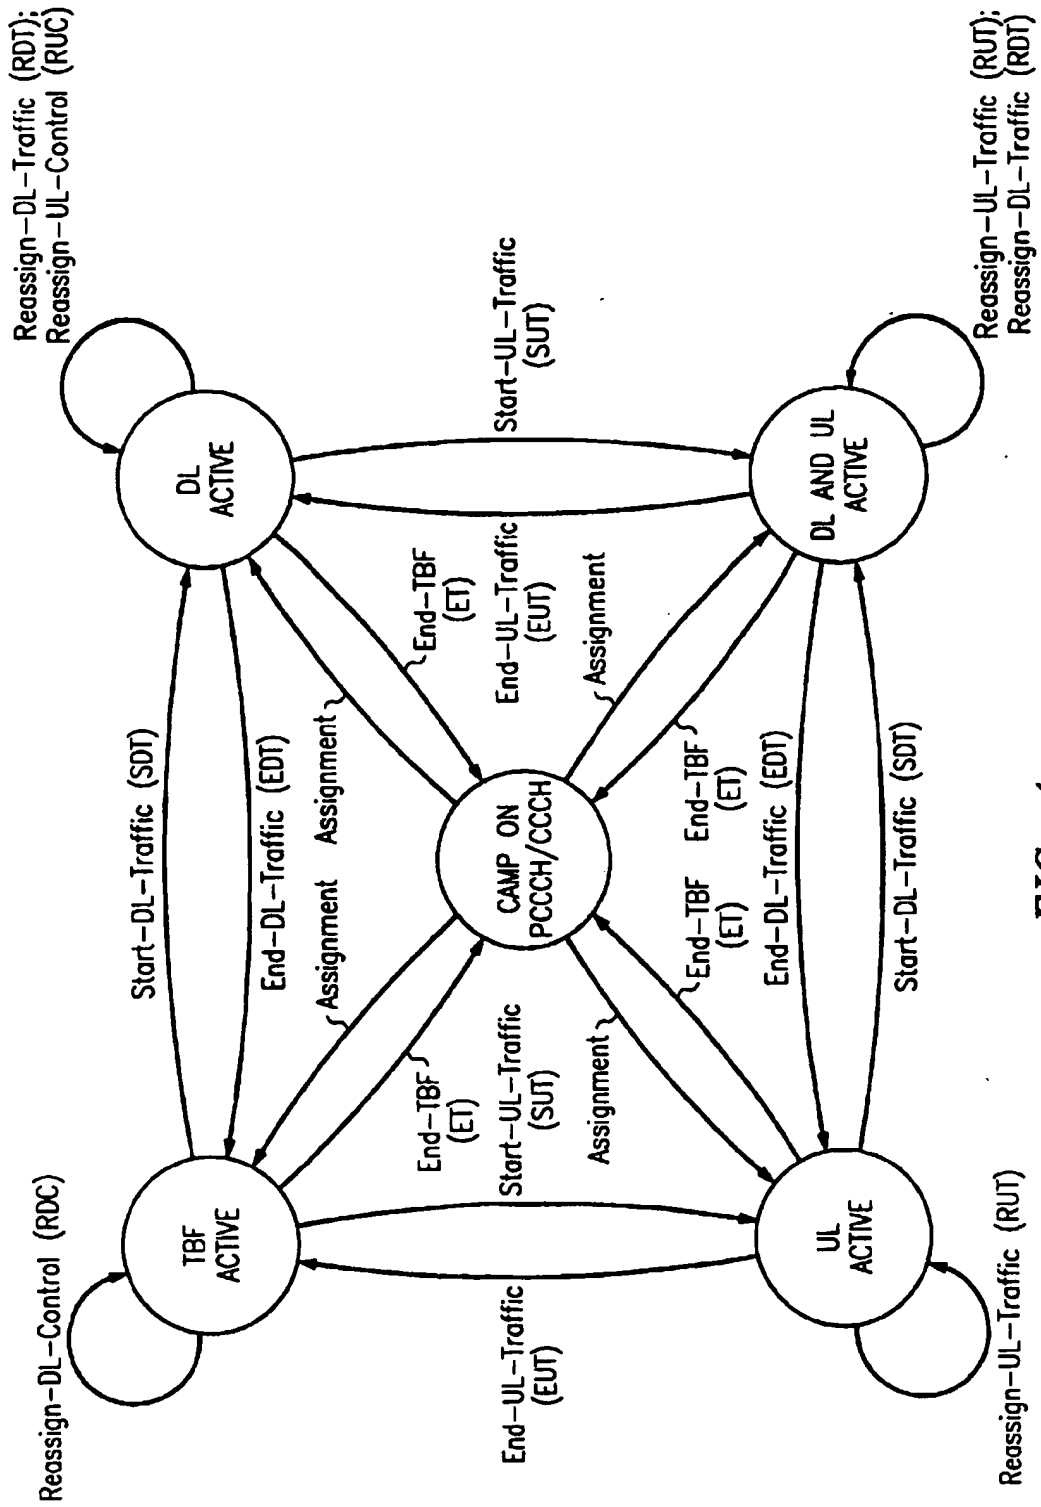 Reassign-DL-Traffic (RDT);
Reassign-UL-Control (RUC)
Reassign-DL-Control (RDC)
Start-DL-Traffic (SDT)
TBF
ACTIVE
DL
ACTIVE
End-DL-Traffic (EDT)
Assignment
Assignment
End-TBF
(ET)
End-TBF
(ET)
End-UL-Traffic
(EUT)
Start-UL-Traffic
(SUT)
CAMP ON
PCCCH/CCCH
End-UL-Traffic
(EUT)
Start-UL-Traffic
(SUT)
Assignment
Assignment
End-TBF
(ET)
End-TBF
(ET)
End-DL-Traffic (EDT)
UL
ACTIVE
DL AND UL
ACTIVE
Start-DL-Traffic (SDT)
Reassign-UL-Traffic (RUT)
Reassign-UL-Traffic (RUT);
Reassign-DL-Traffic (RDT)